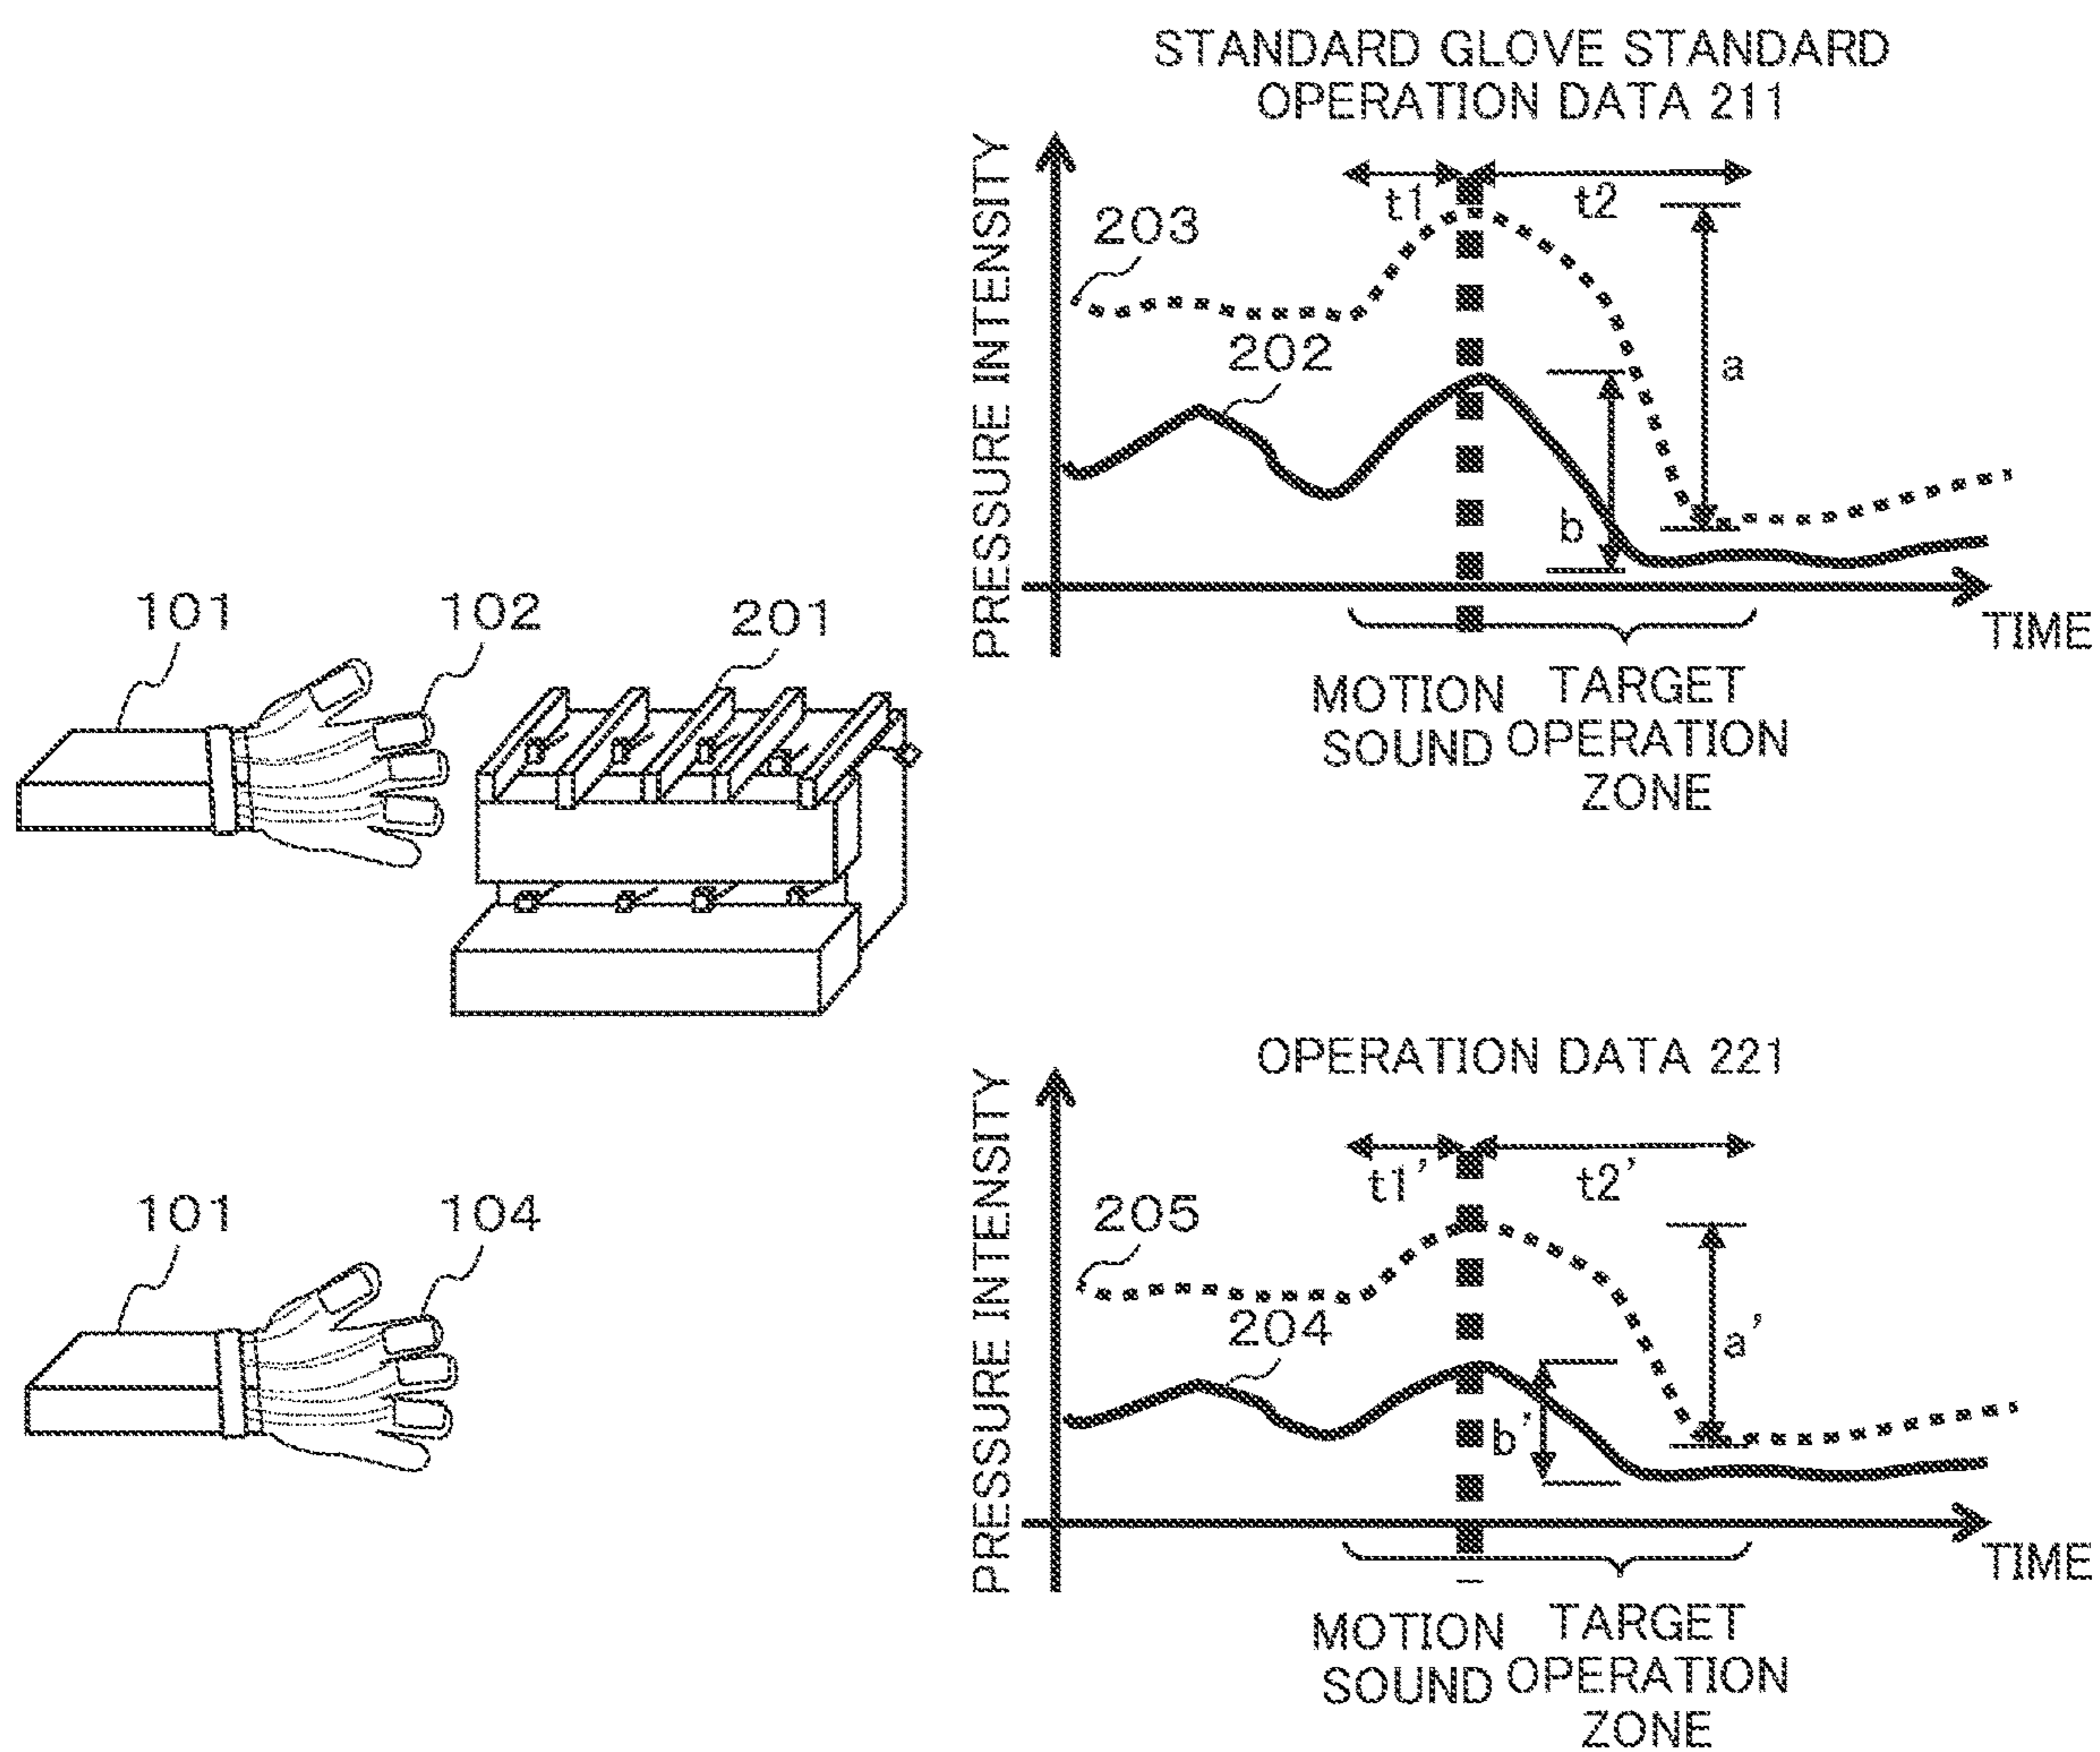 STANDARD GLOVE STANDARD
OPERATION DATA 211
PRESSURE INTENSITY
t1
t2
203
202
a
b
TIME
MOTION
SOUND
TARGET
OPERATION
ZONE
101
102
201
OPERATION DATA 221
PRESSURE INTENSITY
t1’
t2’
205
204
a’
b’
TIME
MOTION
SOUND
TARGET
OPERATION
ZONE
101
104